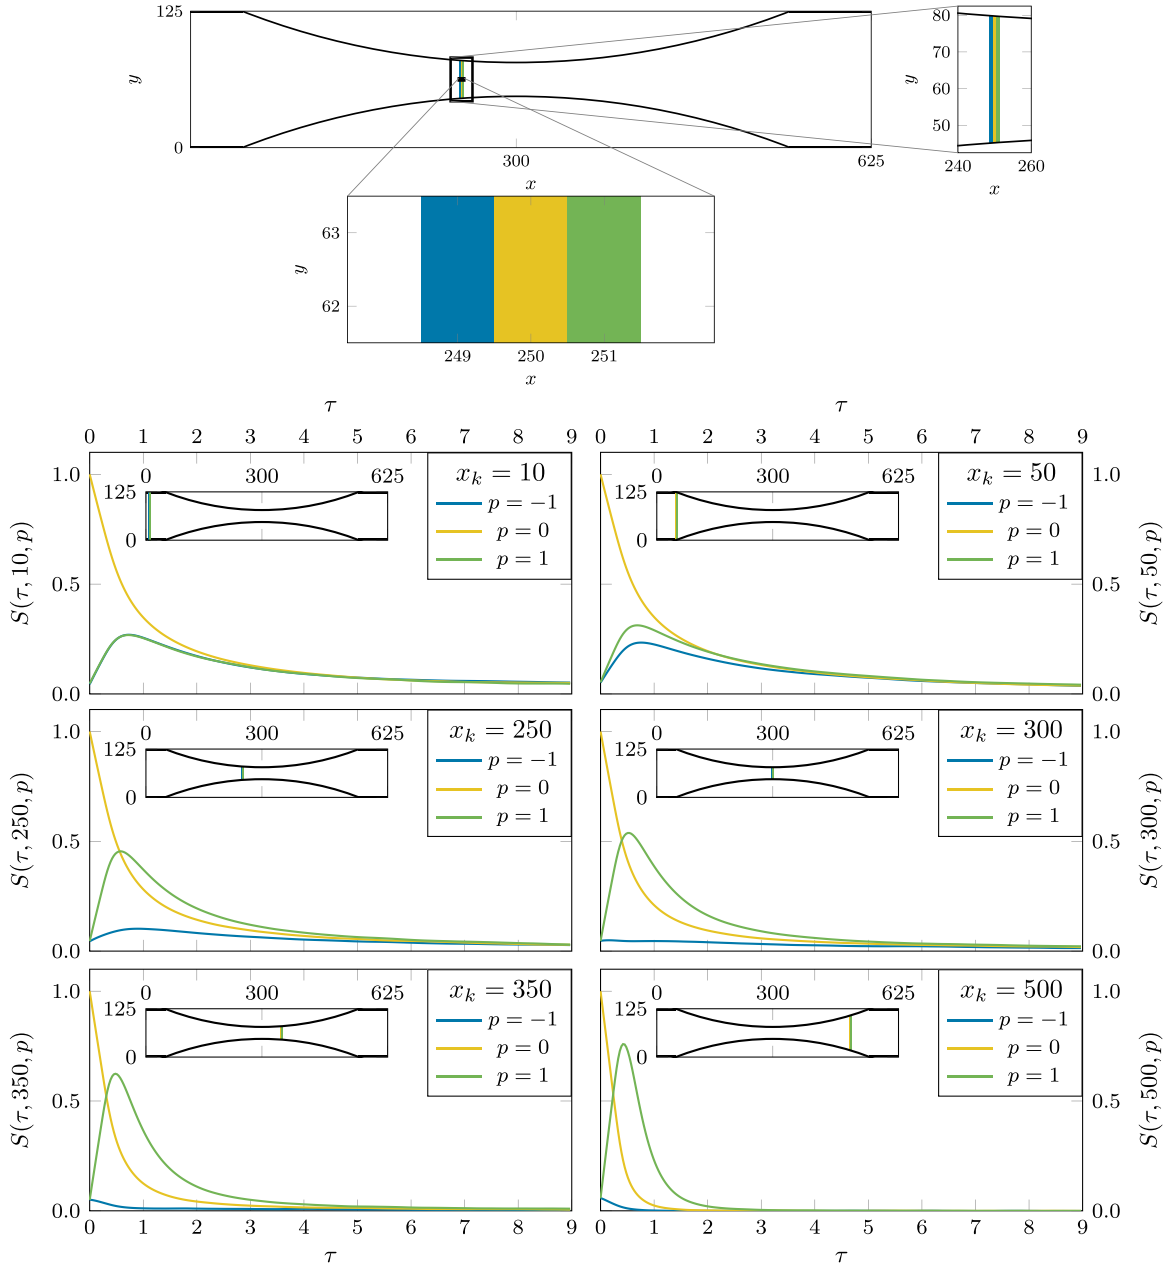 125
0
y
300
625
x
80
70
60
50
y
240 260
x
63
62
y
249 250 251
x
τ
0 1 2 3 4 5 6 7 8 9
1.0
0.5
0.0
S(τ, 10, p)
0 300 625
125
0
x_k = 10
p = −1
p = 0
p = 1
τ
0 1 2 3 4 5 6 7 8 9
1.0
0.5
0.0
S(τ, 50, p)
0 300 625
125
0
x_k = 50
p = −1
p = 0
p = 1
1.0
0.5
0.0
S(τ, 250, p)
0 300 625
125
0
x_k = 250
p = −1
p = 0
p = 1
1.0
0.5
0.0
S(τ, 300, p)
0 300 625
125
0
x_k = 300
p = −1
p = 0
p = 1
1.0
0.5
0.0
S(τ, 350, p)
0 300 625
125
0
x_k = 350
p = −1
p = 0
p = 1
0 1 2 3 4 5 6 7 8 9
τ
1.0
0.5
0.0
S(τ, 500, p)
0 300 625
125
0
x_k = 500
p = −1
p = 0
p = 1
0 1 2 3 4 5 6 7 8 9
τ